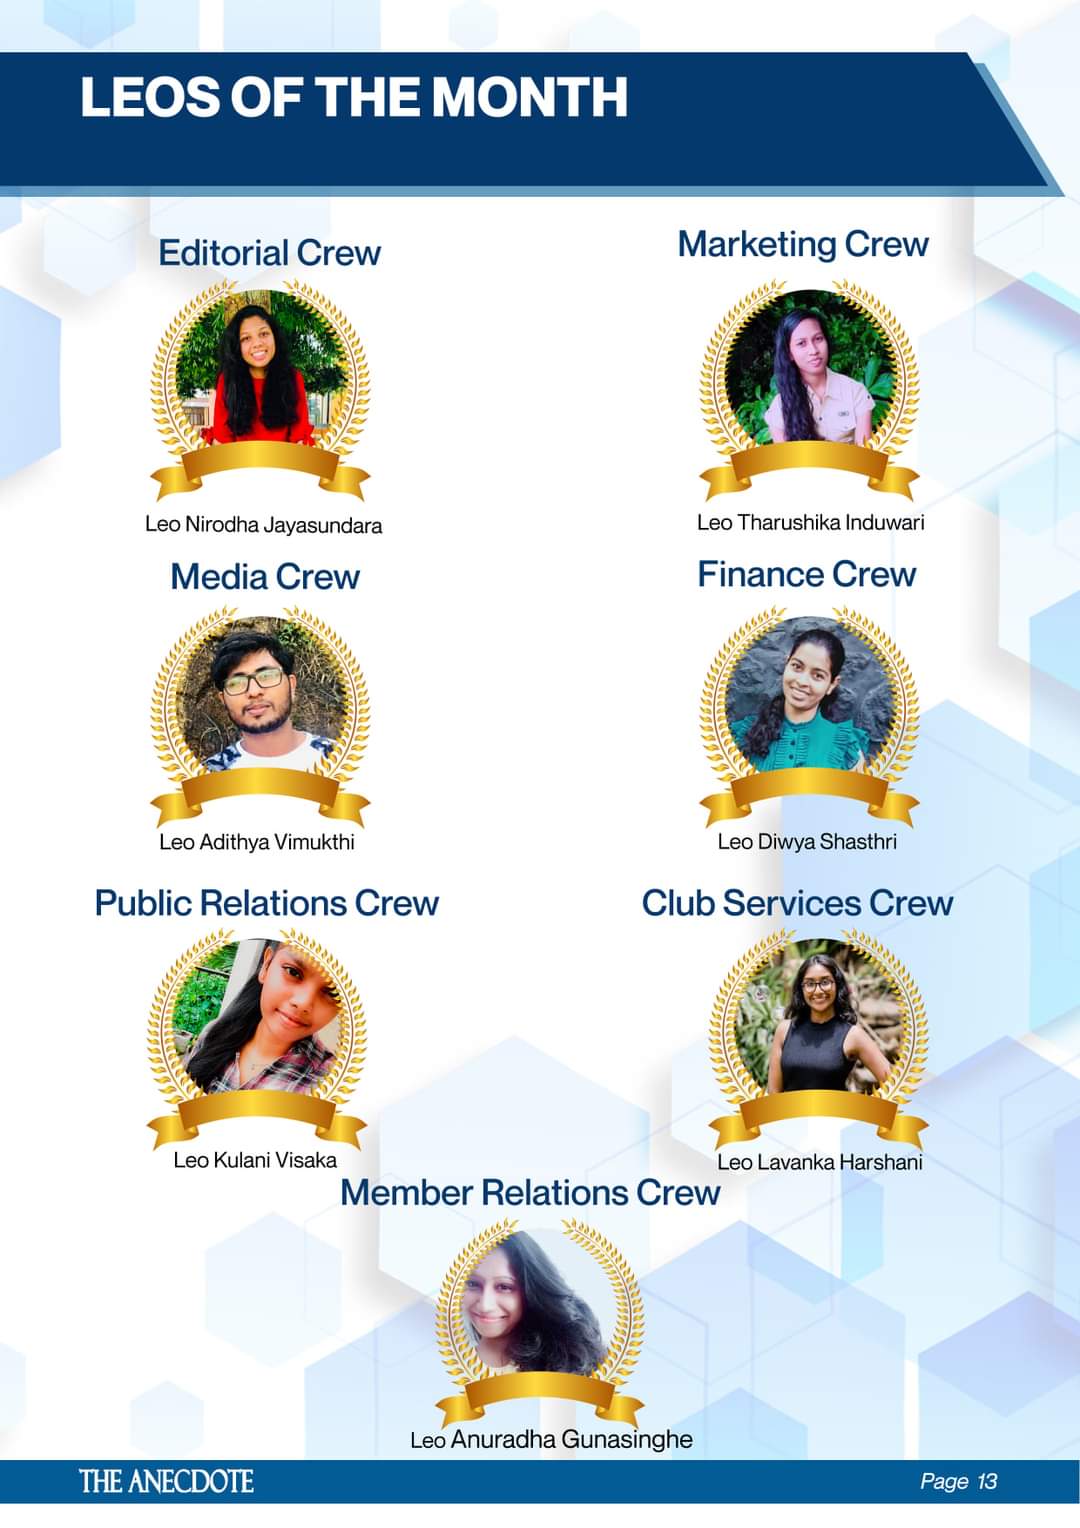 LEOS OF THE MONTH
Editorial Crew
Marketing Crew
Leo Nirodha Jayasundara
Leo Tharushika Induwari
Media Crew
Finance Crew
Leo Adithya Vimukthi
Leo Diwya Shasthri
Public Relations Crew
Club Services Crew
Leo Kulani Visaka
Leo Lavanka Harshani
Member Relations Crew
Leo Anuradha Gunasinghe
THE ANECDOTE
Page 13